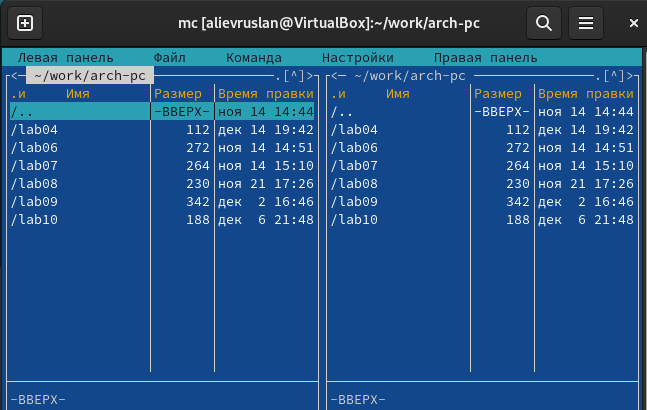 mc [alievruslan@VirtualBox]:~/work/arch-pc
Левая панель Файл Команда Настройки Правая панель
<─ ~/work/arch-pc ─.[^]>┐ <─ ~/work/arch-pc ─.[^]>┐
.и Имя Размер Время правки .и Имя Размер Время правки
/.. -ВВЕРХ- ноя 14 14:44 /.. -ВВЕРХ- ноя 14 14:44
/lab04 112 дек 14 19:42 /lab04 112 дек 14 19:42
/lab06 272 ноя 14 14:51 /lab06 272 ноя 14 14:51
/lab07 264 ноя 14 15:10 /lab07 264 ноя 14 15:10
/lab08 230 ноя 21 17:26 /lab08 230 ноя 21 17:26
/lab09 342 дек 2 16:46 /lab09 342 дек 2 16:46
/lab10 188 дек 6 21:48 /lab10 188 дек 6 21:48
-ВВЕРХ- -ВВЕРХ-